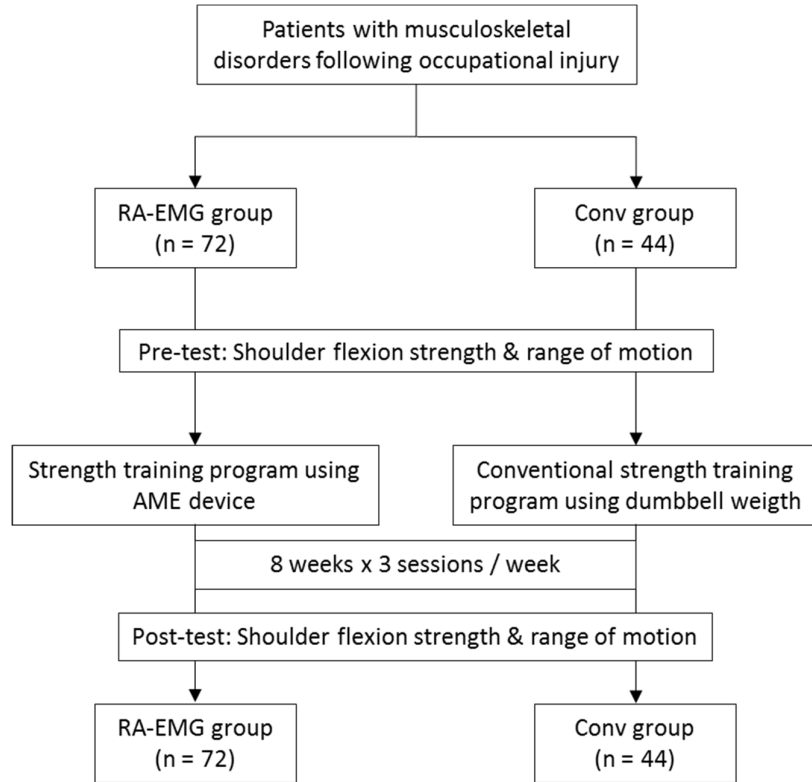 Patients with musculoskeletal
disorders following occupational injury
RA-EMG group
(n = 72)
Conv group
(n = 44)
Pre-test: Shoulder flexion strength & range of motion
Strength training program using
AME device
Conventional strength training
program using dumbbell weigth
8 weeks x 3 sessions / week
Post-test: Shoulder flexion strength & range of motion
RA-EMG group
(n = 72)
Conv group
(n = 44)